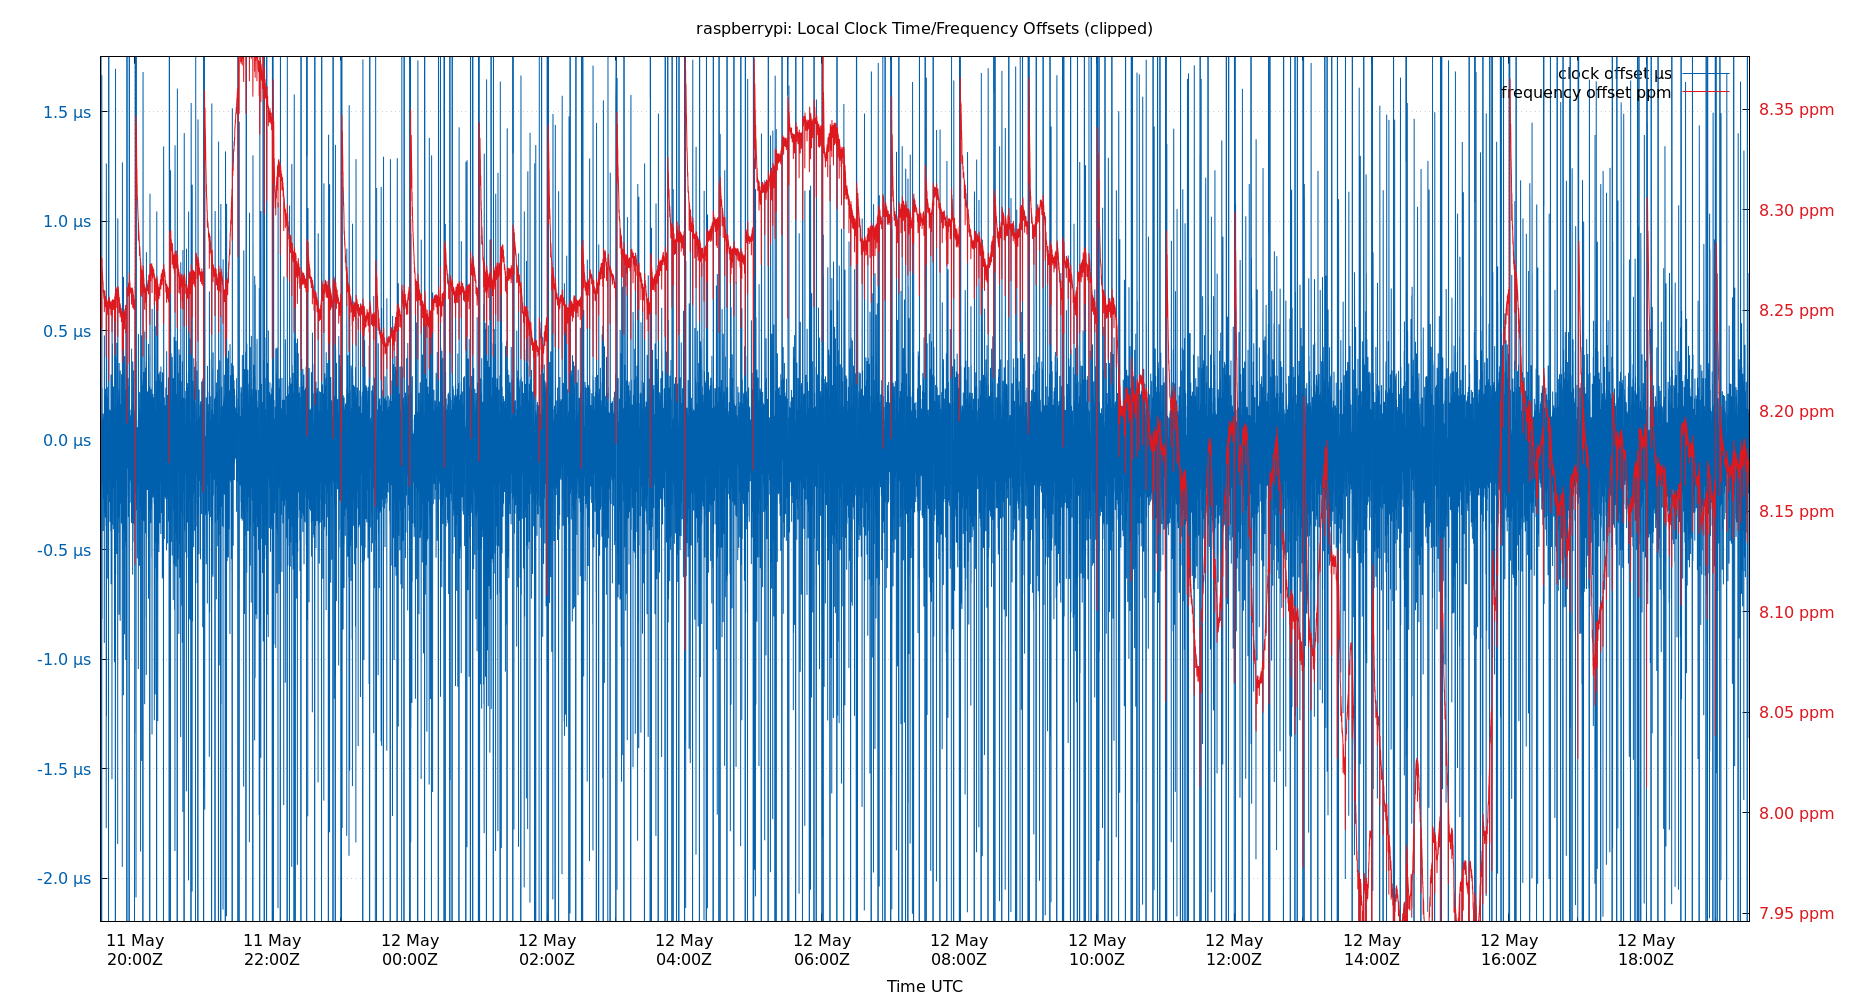 raspberrypi: Local Clock Time/Frequency Offsets (clipped)
clock offset µs
frequency offset ppm
1.5 µs
1.0 µs
0.5 µs
0.0 µs
-0.5 µs
-1.0 µs
-1.5 µs
-2.0 µs
8.35 ppm
8.30 ppm
8.25 ppm
8.20 ppm
8.15 ppm
8.10 ppm
8.05 ppm
8.00 ppm
7.95 ppm
11 May 11 May 12 May 12 May 12 May 12 May 12 May 12 May 12 May 12 May 12 May 12 May
20:00Z 22:00Z 00:00Z 02:00Z 04:00Z 06:00Z 08:00Z 10:00Z 12:00Z 14:00Z 16:00Z 18:00Z
Time UTC